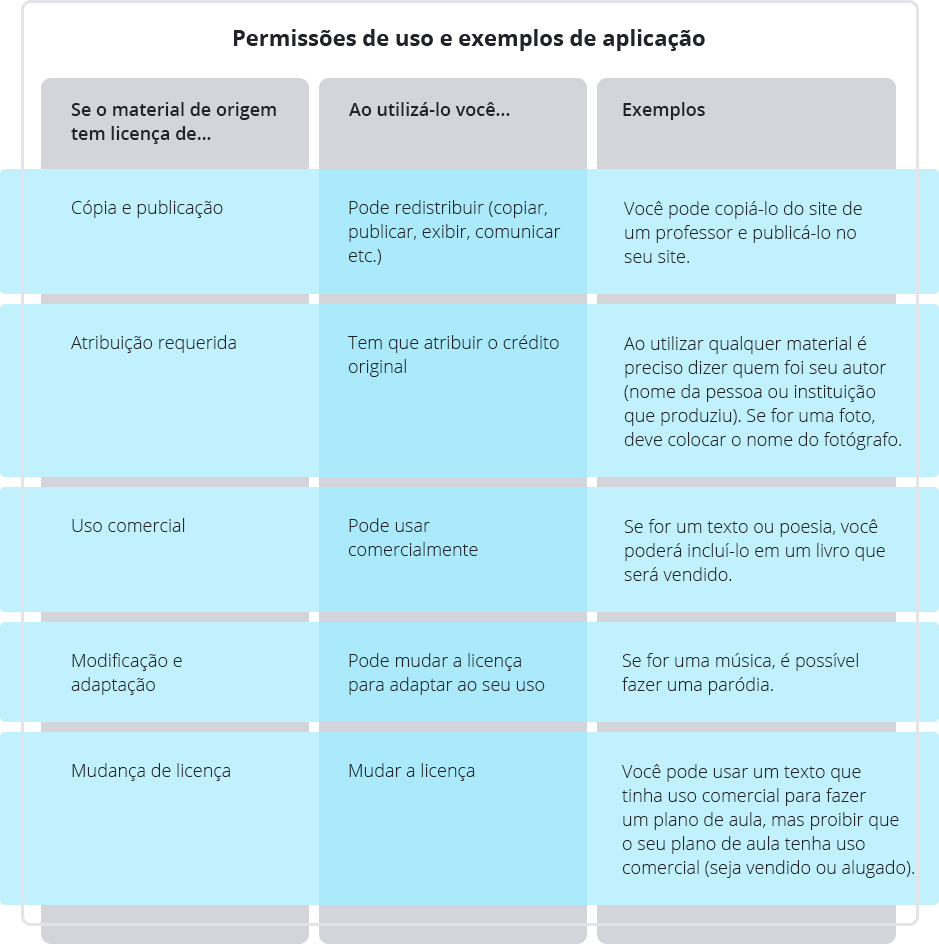 Permissões de uso e exemplos de aplicação
Se o material de origem
tem licença de...
Ao utilizá-lo você...
Exemplos
Cópia e publicação
Pode redistribuir (copiar,
publicar, exibir, comunicar
etc.)
Você pode copiá-lo do site de
um professor e publicá-lo no
seu site.
Atribuição requerida
Tem que atribuir o crédito
original
Ao utilizar qualquer material é
preciso dizer quem foi seu autor
(nome da pessoa ou instituição
que produziu). Se for uma foto,
deve colocar o nome do fotógrafo.
Uso comercial
Pode usar
comercialmente
Se for um texto ou poesia, você
poderá incluí-lo em um livro que
será vendido.
Modificação e
adaptação
Pode mudar a licença
para adaptar ao seu uso
Se for uma música, é possível
fazer uma paródia.
Mudança de licença
Mudar a licença
Você pode usar um texto que
tinha uso comercial para fazer
um plano de aula, mas proibir que
o seu plano de aula tenha uso
comercial (seja vendido ou alugado).